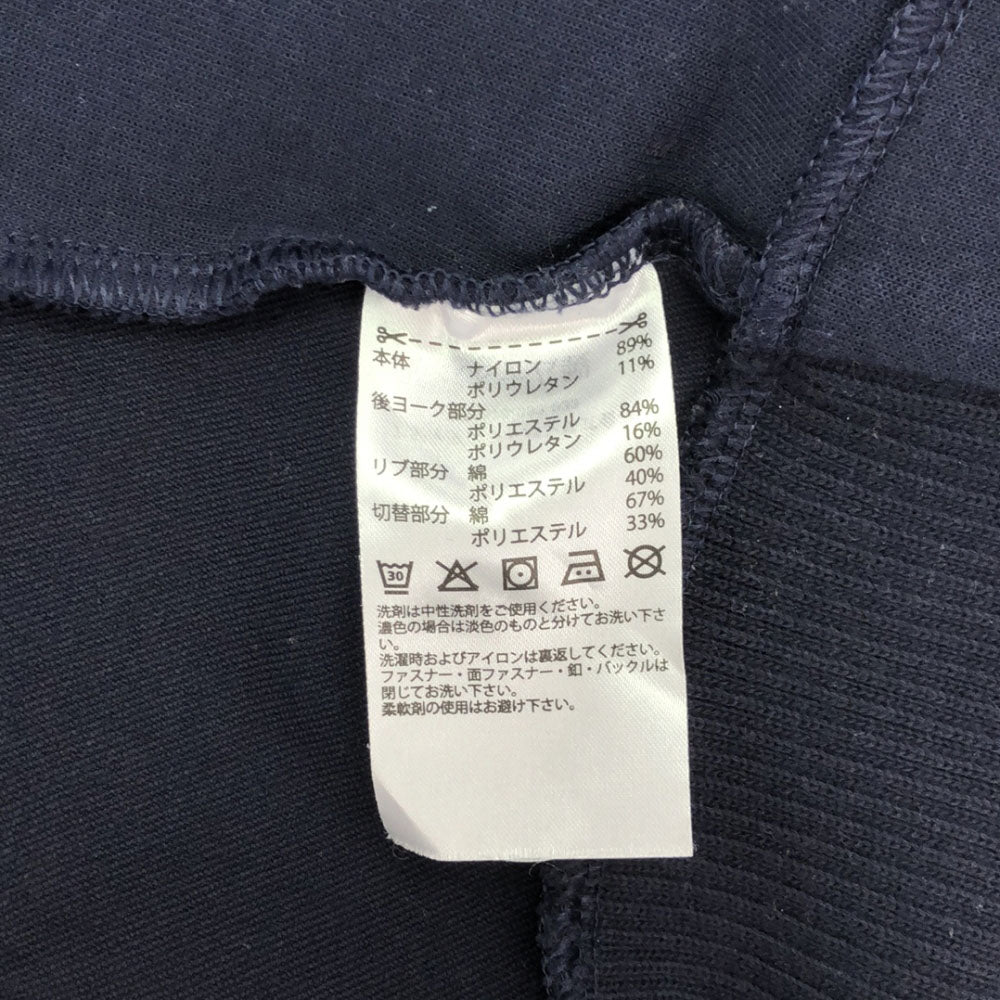 本体 ナイロン 89%
ポリウレタン 11%
後ヨーク部分
ポリエステル 84%
ポリウレタン 16%
リブ部分 綿 60%
ポリエステル 40%
切替部分 綿 67%
ポリエステル 33%
30
洗剤は中性洗剤をご使用ください。
濃色の場合は淡色のものと分けてお洗い下さ
い。
洗濯時およびアイロンは裏返してください。
ファスナー・面ファスナー・釦・バックルは
閉じてお洗い下さい。
柔軟剤の使用はお避け下さい。